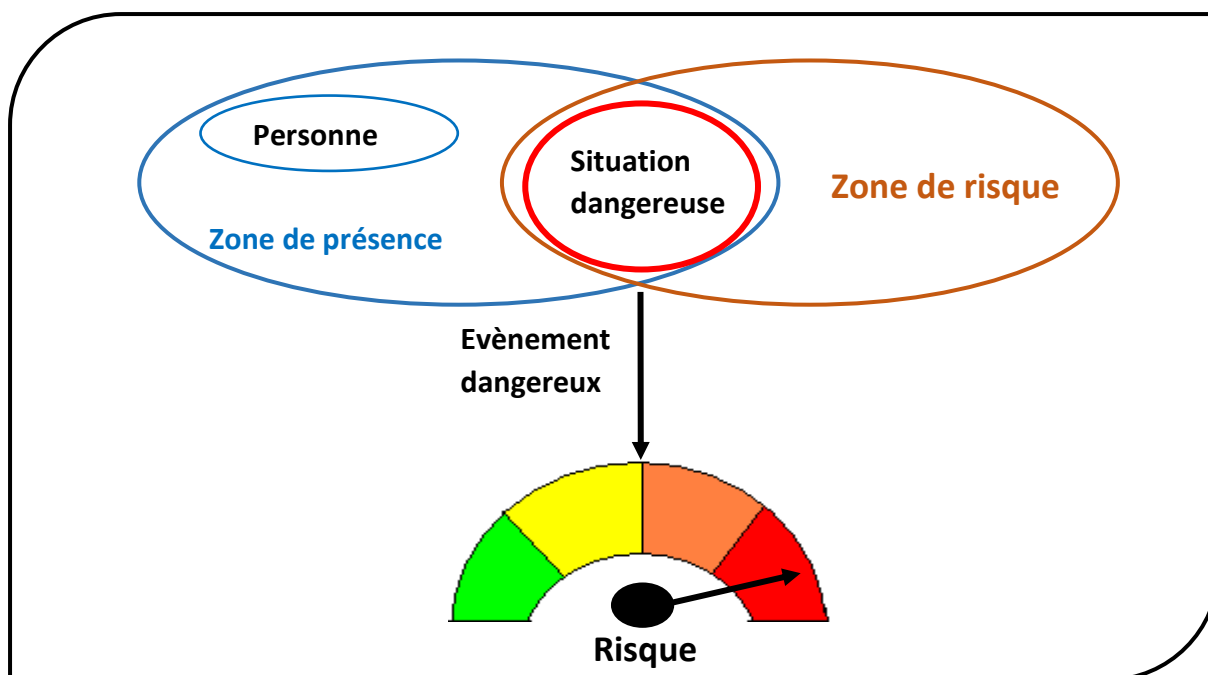 Personne
Situation
dangereuse
Zone de risque
Zone de présence
Evènement
dangereux
Risque